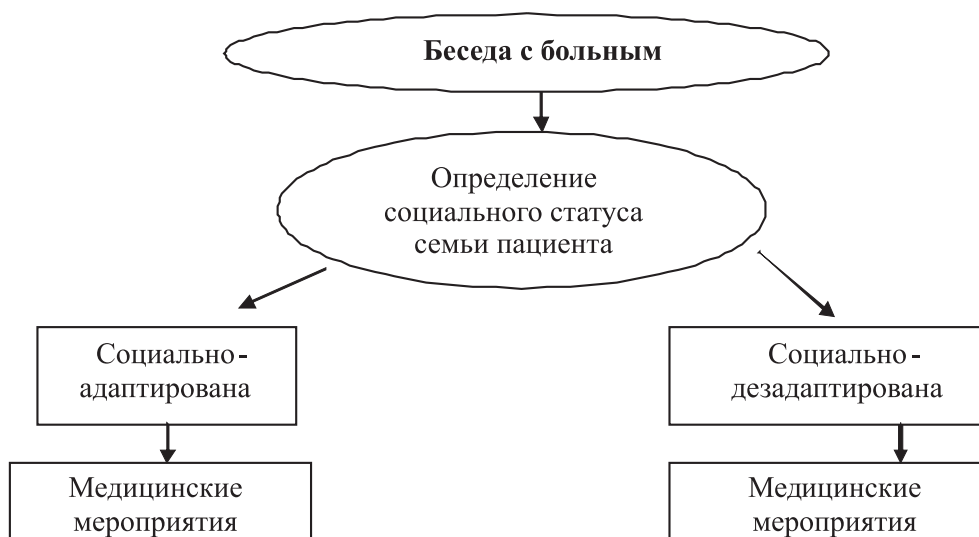 Беседа с больным
Определение
социального статуса
семьи пациента
Социально-
адаптирована
Медицинские
мероприятия
Социально-
дезадаптирована
Медицинские
мероприятия